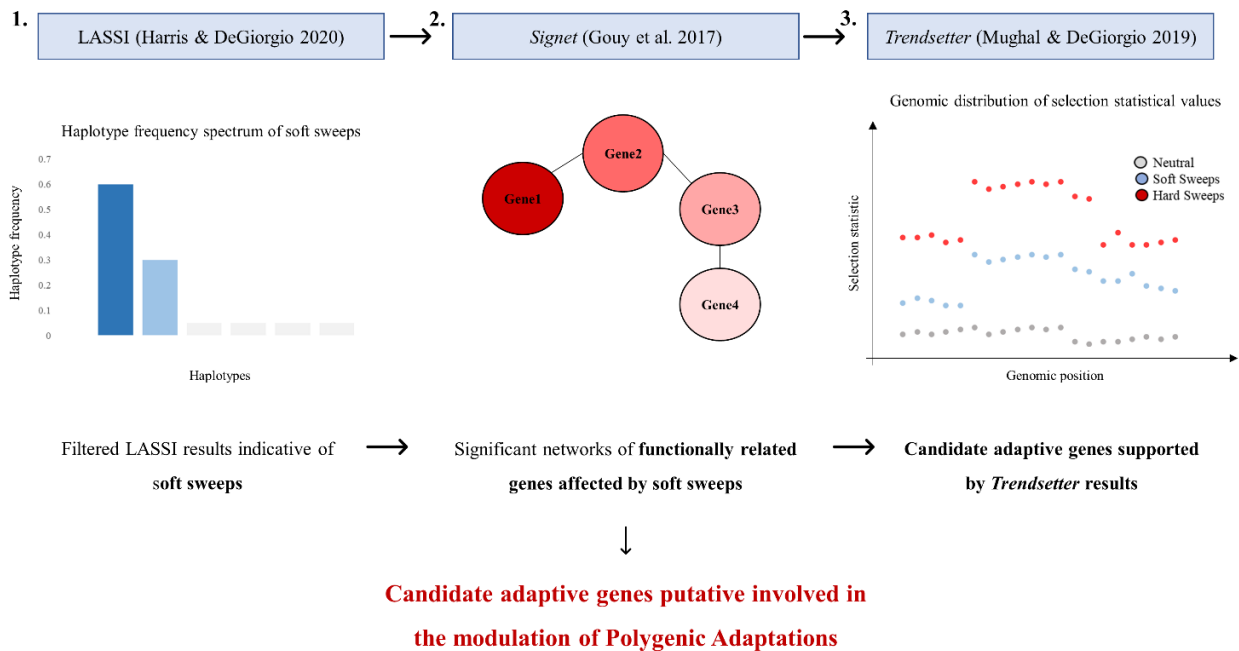 1.
LASSI (Harris & DeGiorgio 2020)
2.
Signet (Gouy et al. 2017)
3.
Trendsetter (Mughal & DeGiorgio 2019)
Haplotype frequency spectrum of soft sweeps
0.7
0.6
0.5
0.4
0.3
0.2
0.1
0
Haplotype frequency
Haplotypes
Gene1
Gene2
Gene3
Gene4
Genomic distribution of selection statistical values
Neutral
Soft Sweeps
Hard Sweeps
Selection statistic
Genomic position
Filtered LASSI results indicative of
soft sweeps
Significant networks of functionally related
genes affected by soft sweeps
Candidate adaptive genes supported
by Trendsetter results
Candidate adaptive genes putative involved in
the modulation of Polygenic Adaptations